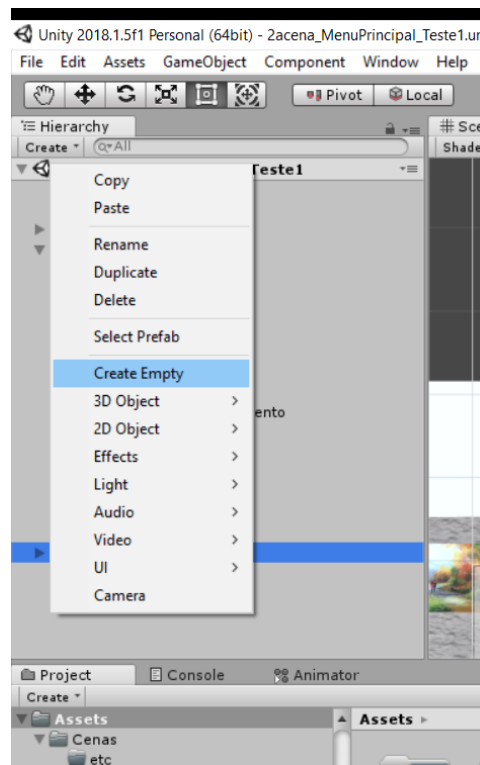 Unity 2018.1.5f1 Personal (64bit) - 2acena_MenuPrincipal_Teste1.ur
File Edit Assets GameObject Component Window Help
Pivot Local
Hierarchy # Sce
Create All Shade
Teste1
Copy
Paste
Rename
Duplicate
Delete
Select Prefab
Create Empty
3D Object >
ento
2D Object >
Effects >
Light >
Audio >
Video >
UI >
Camera
Project Console Animator
Create
Assets Assets
Cenas
etc